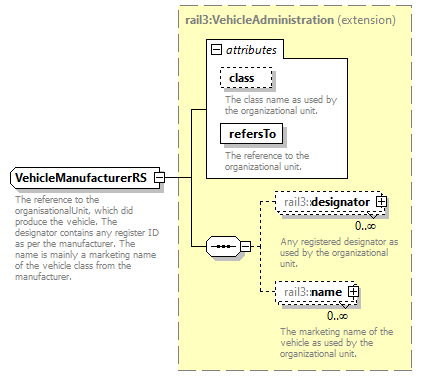 rail3:VehicleAdministration (extension)
attributes
class
The class name as used by
the organizational unit.
refersTo
The reference to the
organizational unit.
VehicleManufacturerRS
The reference to the
organisationalUnit, which did
produce the vehicle. The
designator contains any register ID
as per the manufacturer. The
name is mainly a marketing name
of the vehicle class from the
manufacturer.
rail3::designator
0..∞
Any registered designator as
used by the organizational
unit.
rail3::name
0..∞
The marketing name of the
vehicle as used by the
organizational unit.